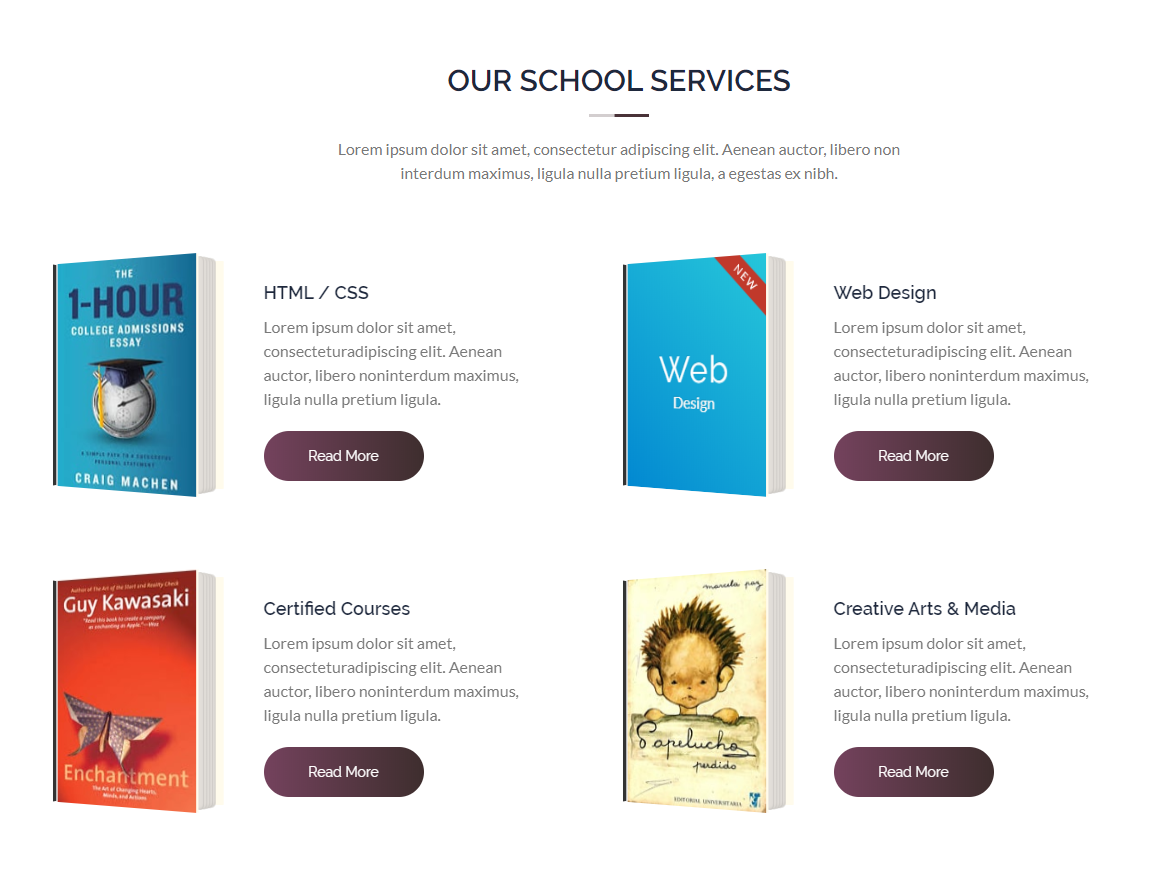 OUR SCHOOL SERVICES
Lorem ipsum dolor sit amet, consectetur adipiscing elit. Aenean auctor, libero non
interdum maximus, ligula nulla pretium ligula, a egestas ex nibh.
THE
1-HOUR
COLLEGE ADMISSIONS
ESSAY
A SIMPLE PATH TO A SUCCESSFUL
PERSONAL STATEMENT
CRAIG MACHEN
HTML / CSS
Lorem ipsum dolor sit amet,
consecteturadipiscing elit. Aenean
auctor, libero noninterdum maximus,
ligula nulla pretium ligula.
Read More
NEW
Web
Design
Web Design
Lorem ipsum dolor sit amet,
consecteturadipiscing elit. Aenean
auctor, libero noninterdum maximus,
ligula nulla pretium ligula.
Read More
Author of The Art of the Start and Reality Check
Guy Kawasaki
"Read this book to create a company
as enchanting as Apple."—Woz
Enchantment
The Art of Changing Hearts,
Minds, and Actions
Certified Courses
Lorem ipsum dolor sit amet,
consecteturadipiscing elit. Aenean
auctor, libero noninterdum maximus,
ligula nulla pretium ligula.
Read More
marcela paz
Papelucho
perdido
EDITORIAL UNIVERSITARIA
Creative Arts & Media
Lorem ipsum dolor sit amet,
consecteturadipiscing elit. Aenean
auctor, libero noninterdum maximus,
ligula nulla pretium ligula.
Read More